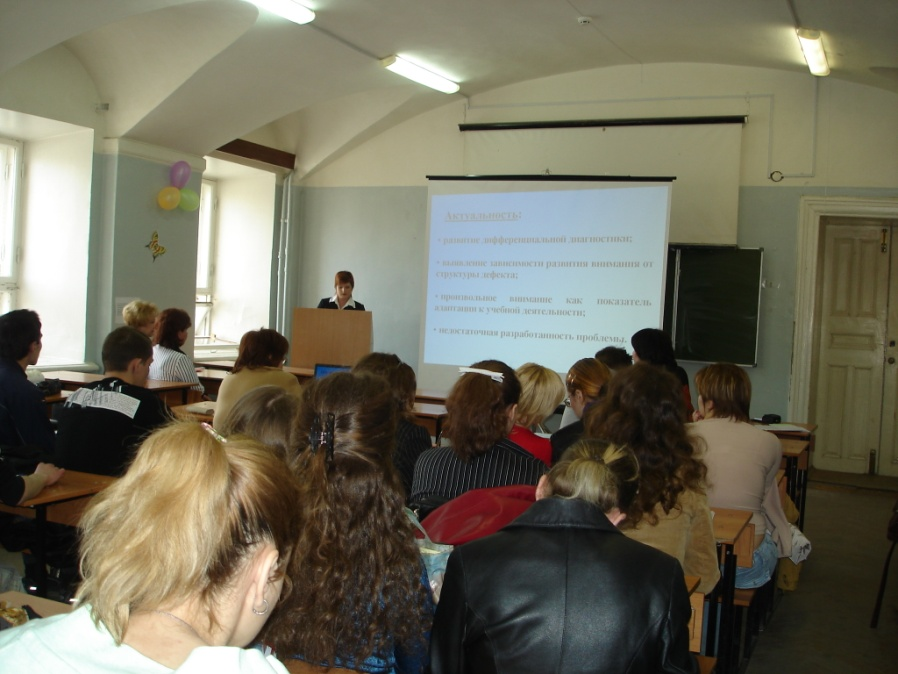 Актуальность:
• развитие дифференциальной диагностики;
• выявление зависимости развития внимания от
структуры дефекта;
• произвольное внимание как показатель
адаптации к учебной деятельности;
• недостаточная разработанность проблемы.